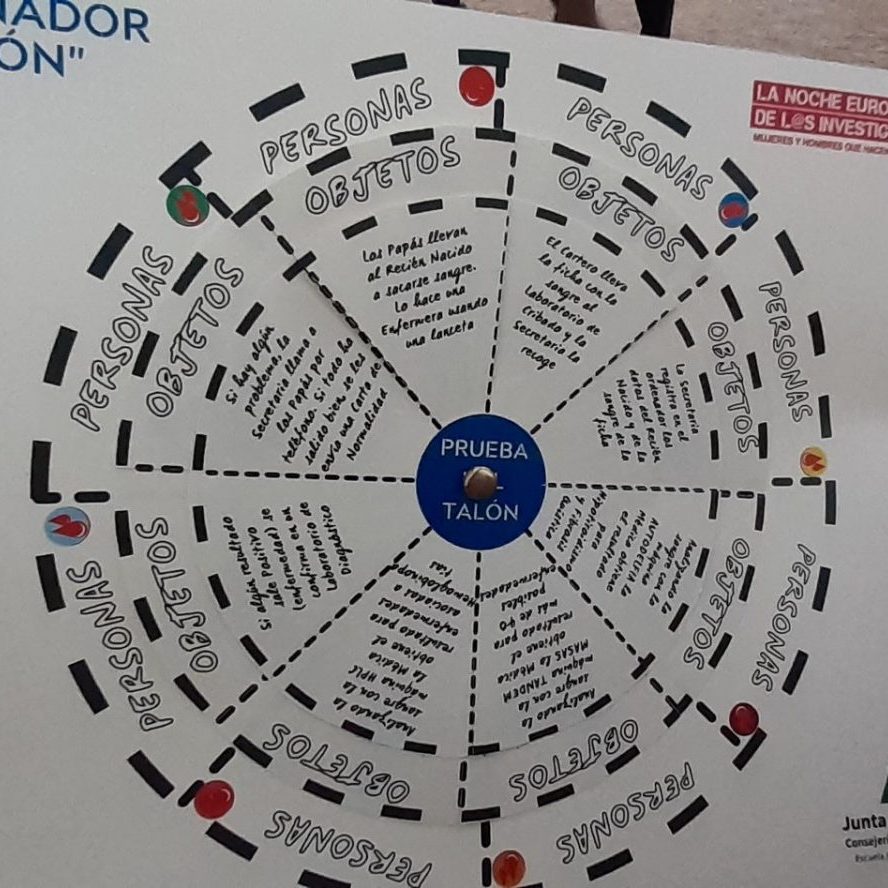 NADOR
ÓN"
LA NOCHE EURO
DE L@S INVESTIG
MUJERES Y HOMBRES QUE HACE
PERSONAS
OBJETOS
Los Papás llevan
al Recién Nacido
a sacarse sangre.
Lo hace una
Enfermera usando
una lanceta
PERSONAS
OBJETOS
El Cartero lleva
la ficha con la
sangre al
Laboratorio de
Cribado y la
Secretaria la
recoge
PERSONAS
OBJETOS
La secretaria
registra en el
ordenador los
datos del Recién
Nacido y de la
sangre de la
ficha
PERSONAS
OBJETOS
Analizando la
sangre con la
máquina
AUTODELFIA la
Médica obtiene
el resultado
para
Hipotiroidismo
y Fibrosis
Quística
PERSONAS
OBJETOS
Analizando la
sangre con la
máquina TANDEM
MASAS la Médica
obtiene el
resultado para
más de 40
posibles
enfermedades
PERSONAS
OBJETOS
Analizando la
sangre con la
máquina HPLC
la Médica
obtiene el
resultado para
enfermedades
asociadas a
Hemoglobinopa
tías
PERSONAS
OBJETOS
Si algún resultado
sale Positivo
(enfermedad) se
confirma en un
Laboratorio de
Diagnóstico
PERSONAS
OBJETOS
Si hay algún
problema, la
Secretaria llama a
los Papás por
teléfono. Si todo ha
salido bien se les
envía una Carta de
Normalidad
PRUEBA
TALÓN
Junta
Consejer
Escuela